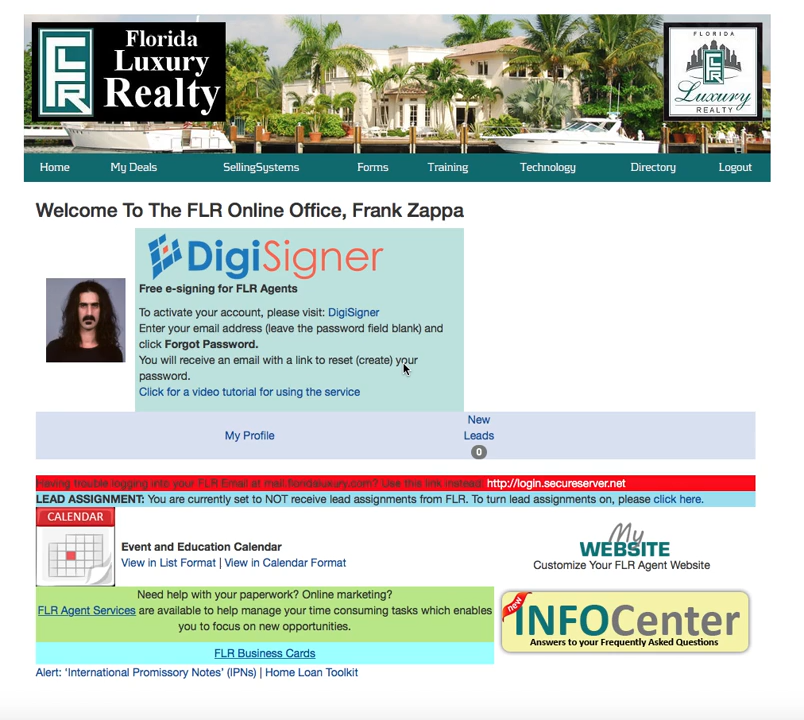 FLR
Florida
Luxury
Realty
FLORIDA
FLR
Luxury
REALTY
Home My Deals SellingSystems Forms Training Technology Directory Logout
Welcome To The FLR Online Office, Frank Zappa
DigiSigner
Free e-signing for FLR Agents
To activate your account, please visit: DigiSigner
Enter your email address (leave the password field blank) and
click Forgot Password.
You will receive an email with a link to reset (create) your
password.
Click for a video tutorial for using the service
My Profile
New
Leads
0
Having trouble logging into your FLR Email at mail.floridaluxury.com? Use this link instead: http://login.secureserver.net
LEAD ASSIGNMENT: You are currently set to NOT receive lead assignments from FLR. To turn lead assignments on, please click here.
CALENDAR
Event and Education Calendar
View in List Format | View in Calendar Format
My
WEBSITE
Customize Your FLR Agent Website
Need help with your paperwork? Online marketing?
FLR Agent Services are available to help manage your time consuming tasks which enables
you to focus on new opportunities.
new
INFOCenter
Answers to your Frequently Asked Questions
FLR Business Cards
Alert: 'International Promissory Notes' (IPNs) | Home Loan Toolkit